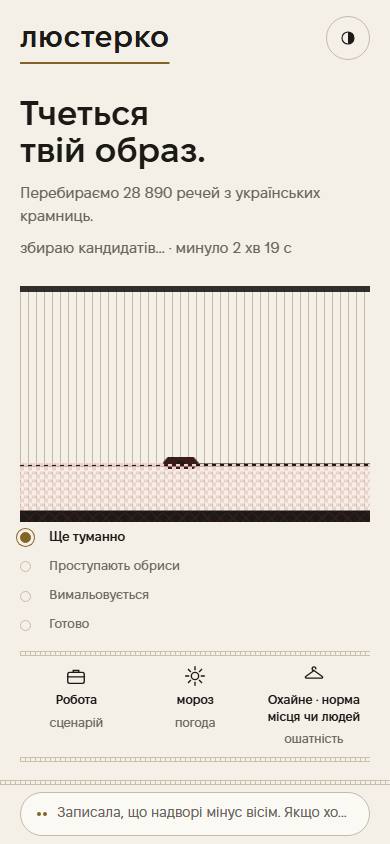 люстерко
Тчеться
твій образ.
Перебираємо 28 890 речей з українських
крамниць.
збираю кандидатів... · минуло 2 хв 19 с
Ще туманно
Проступають обриси
Вимальовується
Готово
Робота
сценарій
мороз
погода
Охайне · норма
місця чи людей
ошатність
Записала, що надворі мінус вісім. Якщо хо...